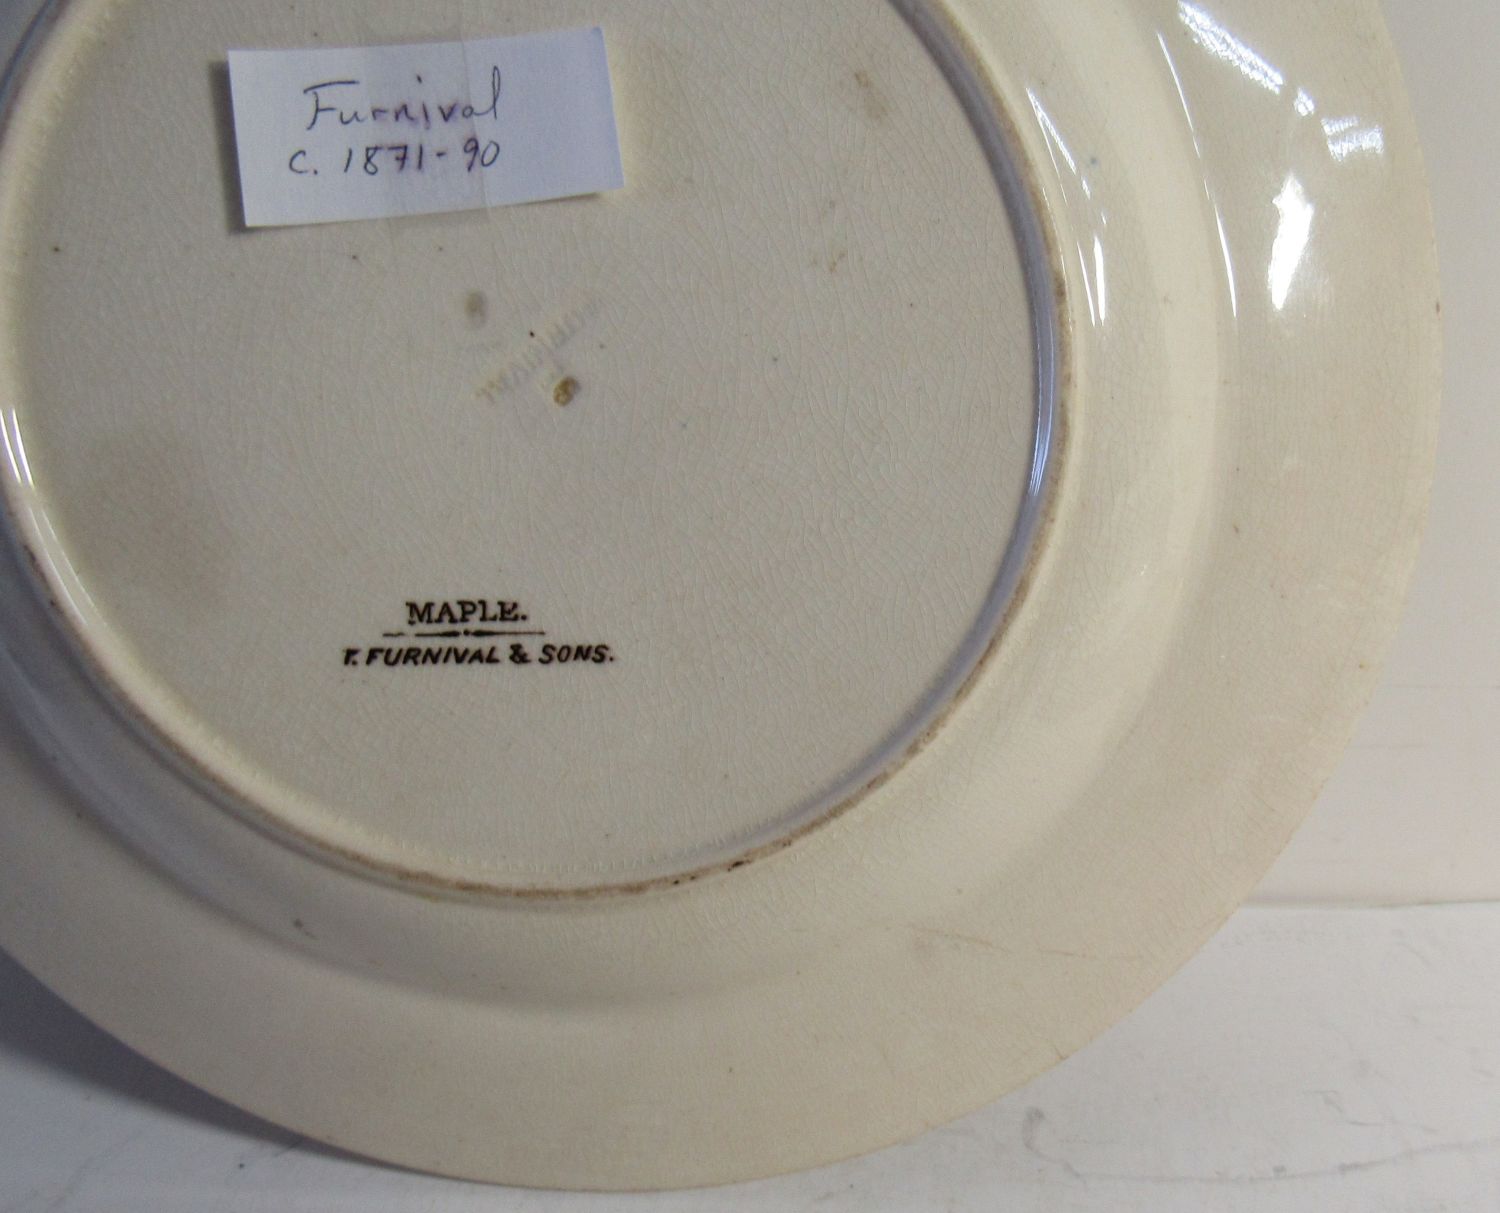 Furnival
c. 1871-90
MAPLE.
T. FURNIVAL & SONS.